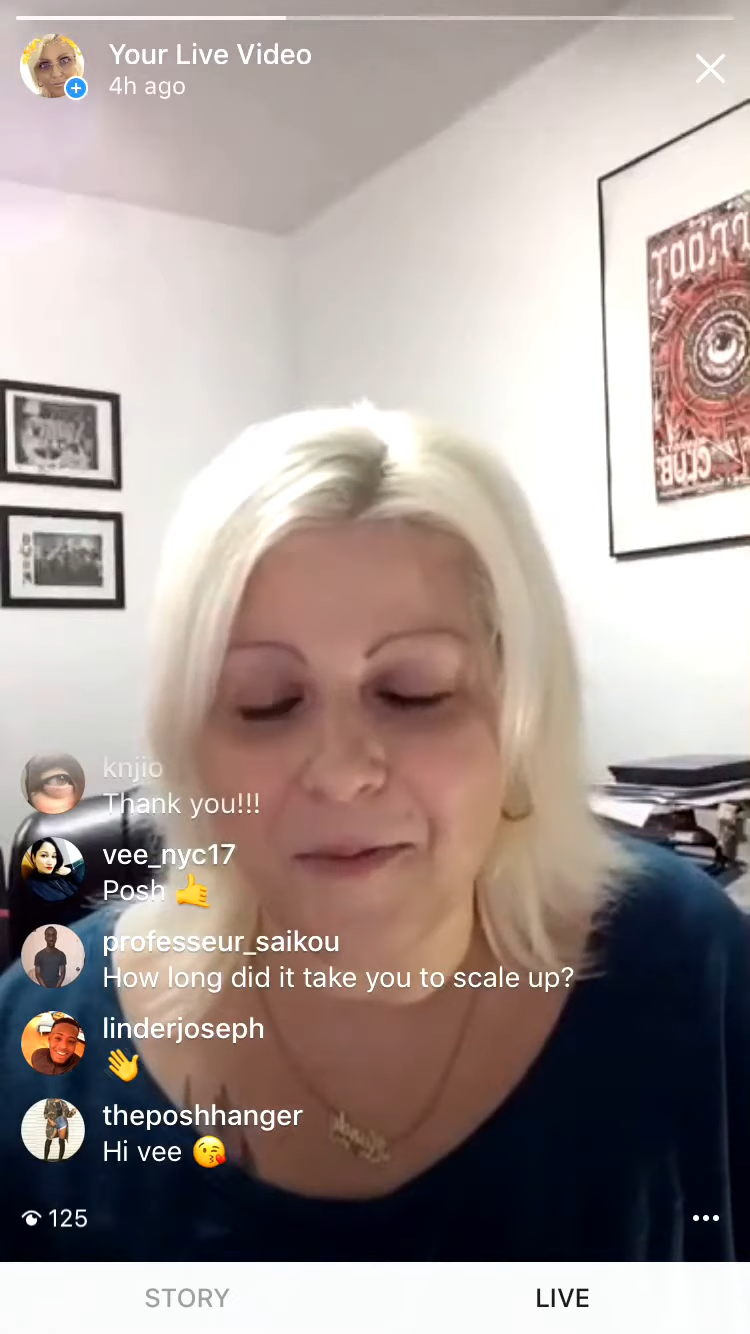 Your Live Video
4h ago
knjio
Thank you!!!
vee_nyc17
Posh 🤙
professeur_saikou
How long did it take you to scale up?
linderjoseph
👋
theposhhanger
Hi vee 😘
125
STORY
LIVE
CLUB